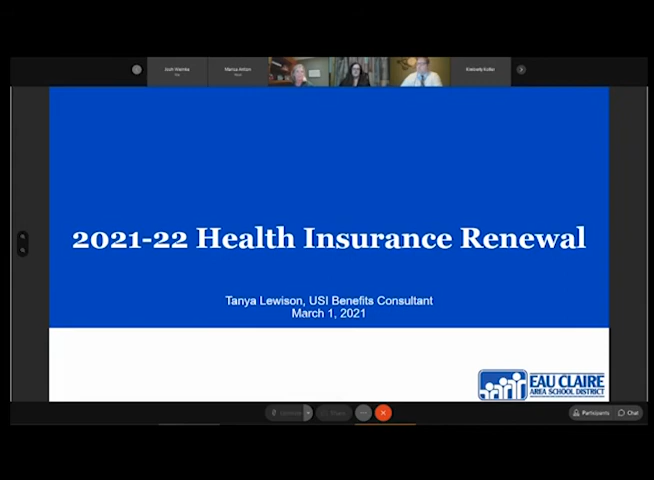 2021-22 Health Insurance Renewal
Tanya Lewison, USI Benefits Consultant
March 1, 2021
EAU CLAIRE
AREA SCHOOL DISTRICT
Participants
Chat